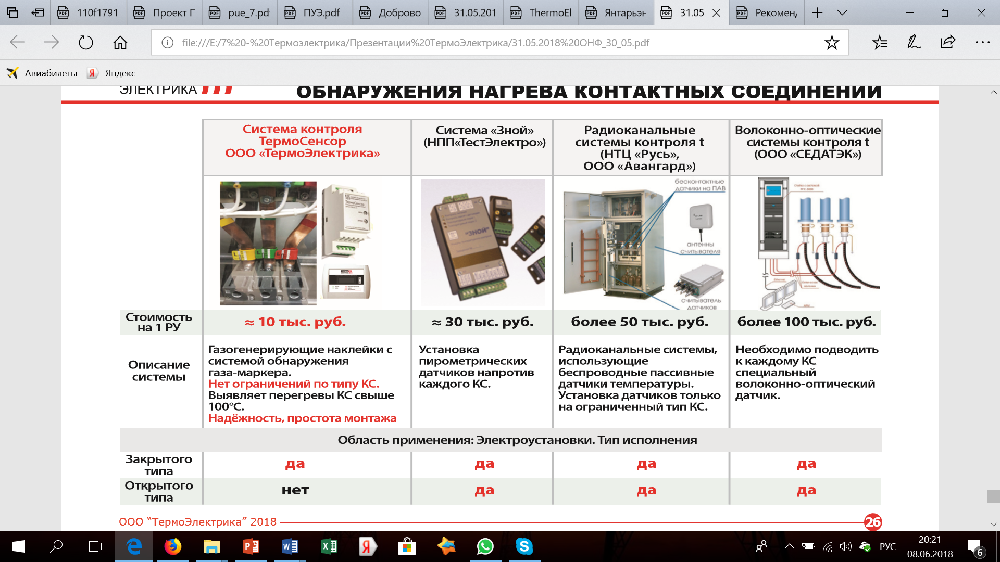 110f1791
Проект Г
pue_7.pd
ПУЭ.pdf
Доброво
31.05.201
ThermoEl
Янтарьэн
31.05
Рекоменд
file:///E:/7%20-%20Термоэлектрика/Презентации%20ТермоЭлектрика/31.05.2018%20ОНФ_30_05.pdf
Авиабилеты
Яндекс
ЭЛЕКТРИКА
ОБНАРУЖЕНИЯ НАГРЕВА КОНТАКТНЫХ СОЕДИНЕНИЙ
Система контроля
ТермоСенсор
ООО «ТермоЭлектрика»
Система «Зной»
(НПП«ТестЭлектро»)
Радиоканальные
системы контроля t
(НТЦ «Русь»,
ООО «Авангард»)
Волоконно-оптические
системы контроля t
(ООО «СЕДАТЭК»)
ТермоСенсор
"ЗНОЙ"
бесконтактные
датчики на ПАВ
антенны
считывателя
считыватель
датчиков
Стоимость
на 1 РУ
≈ 10 тыс. руб.
≈ 30 тыс. руб.
более 50 тыс. руб.
более 100 тыс. руб.
Описание
системы
Газогенерирующие наклейки с
системой обнаружения
газа-маркера.
Нет ограничений по типу КС.
Выявляет перегревы КС свыше
100°С.
Надёжность, простота монтажа
Установка
пирометрических
датчиков напротив
каждого КС.
Радиоканальные системы,
использующие
беспроводные пассивные
датчики температуры.
Установка датчиков только
на ограниченный тип КС.
Необходимо подводить
к каждому КС
специальный
волоконно-оптический
датчик.
Область применения: Электроустановки. Тип исполнения
Закрытого
типа
да
да
да
да
Открытого
типа
нет
да
да
да
ООО "ТермоЭлектрика" 2018
26
РУС
20:21
08.06.2018
6